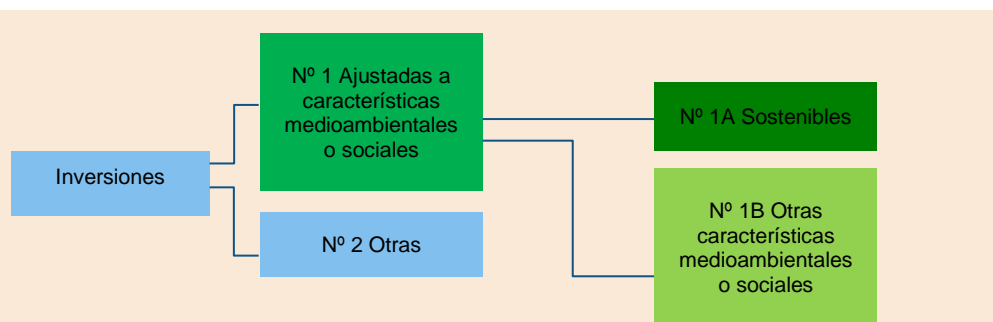 Inversiones
Nº 1 Ajustadas a
características
medioambientales
o sociales
Nº 2 Otras
Nº 1A Sostenibles
Nº 1B Otras
características
medioambientales
o sociales